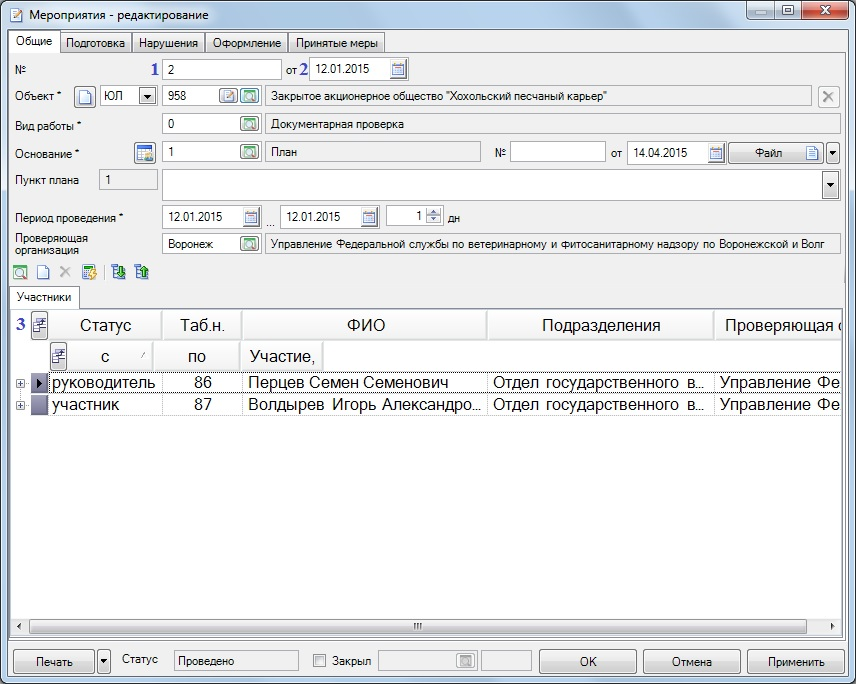 Мероприятия - редактирование
Общие Подготовка Нарушения Оформление Принятые меры
№ 1 2 от 2 12.01.2015
Объект * ЮЛ 958 Закрытое акционерное общество "Хохольский песчаный карьер"
Вид работы * 0 Документарная проверка
Основание * 1 План № от 14.04.2015 Файл
Пункт плана 1
Период проведения * 12.01.2015 ... 12.01.2015 1 дн
Проверяющая
организация Воронеж Управление Федеральной службы по ветеринарному и фитосанитарному надзору по Воронежской и Волг
Участники
3 Статус Таб.н. ФИО Подразделения Проверяющая о
с по Участие,
руководитель 86 Перцев Семен Семенович Отдел государственного в... Управление Фе
участник 87 Волдырев Игорь Александро... Отдел государственного в... Управление Фе
Печать Статус Проведено Закрыл OK Отмена Применить